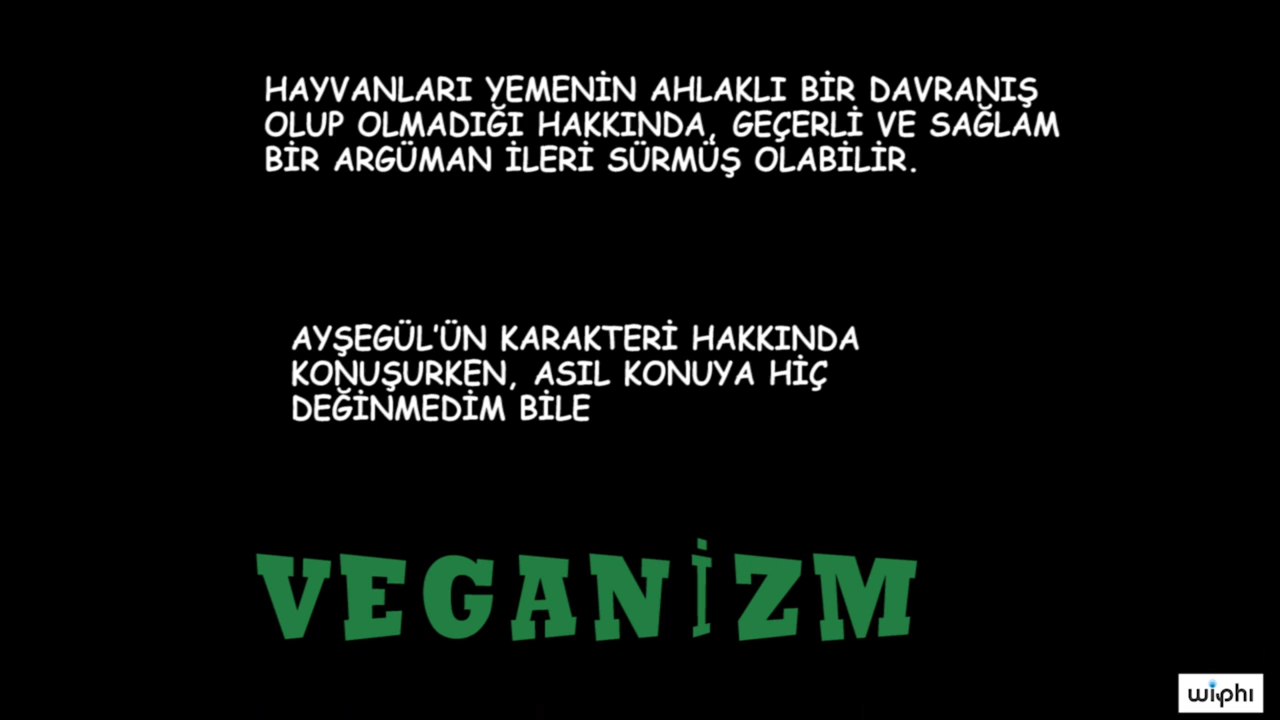 HAYVANLARI YEMENİN AHLAKLI BİR DAVRANIŞ
OLUP OLMADIĞI HAKKINDA, GEÇERLİ VE SAĞLAM
BİR ARGÜMAN İLERİ SÜRMÜŞ OLABİLİR.
AYŞEGÜL'ÜN KARAKTERİ HAKKINDA
KONUŞURKEN, ASIL KONUYA HİÇ
DEĞİNMEDİM BİLE
VEGANİZM
wiphi